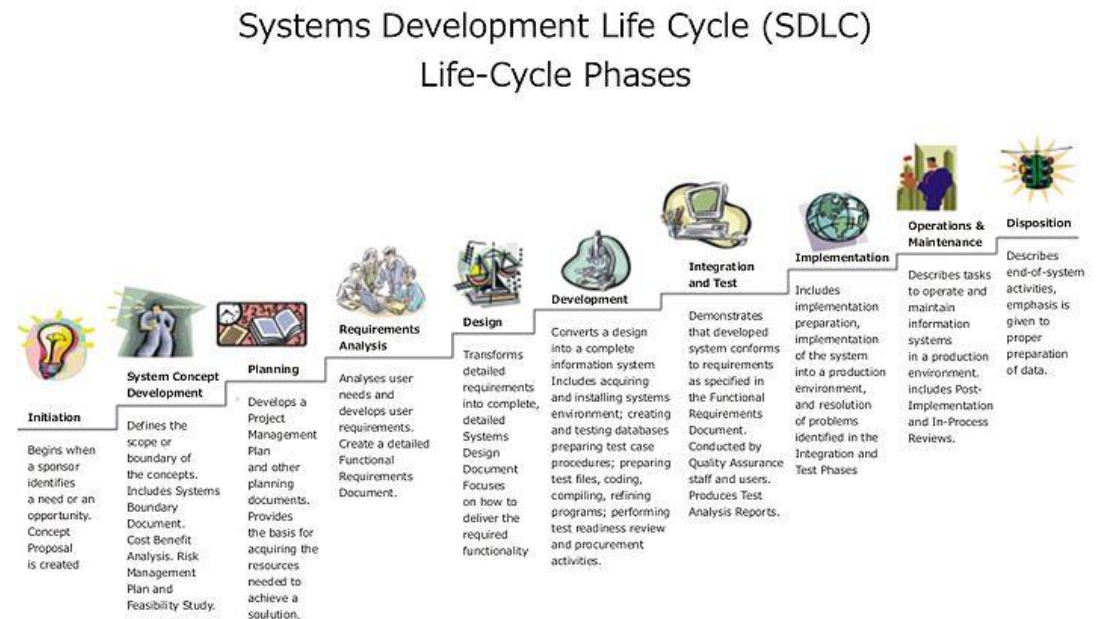 Systems Development Life Cycle (SDLC)
Life-Cycle Phases
Initiation
Begins when
a sponsor
identifies
a need or an
opportunity.
Concept
Proposal
is created
System Concept
Development
Defines the
scope or
boundary of
the concepts.
Includes Systems
Boundary
Document.
Cost Benefit
Analysis. Risk
Management
Plan and
Feasibility Study.
Planning
Develops a
Project
Management
Plan
and other
planning
documents.
Provides
the basis for
acquiring the
resources
needed to
achieve a
soulution.
Requirements
Analysis
Analyses user
needs and
develops user
requirements.
Create a detailed
Functional
Requirements
Document.
Design
Transforms
detailed
requirements
into complete,
detailed
Systems
Design
Document
Focuses
on how to
deliver the
required
functionality
Development
Converts a design
into a complete
information system
Includes acquiring
and installing systems
environment; creating
and testing databases
preparing test case
procedures; preparing
test files, coding,
compiling, refining
programs; performing
test readiness review
and procurement
activities.
Integration
and Test
Demonstrates
that developed
system conforms
to requirements
as specified in
the Functional
Requirements
Document.
Conducted by
Quality Assurance
staff and users.
Produces Test
Analysis Reports.
Implementation
Includes
implementation
preparation,
implementation
of the system
into a production
environment,
and resolution
of problems
identified in the
Integration and
Test Phases
Operations &
Maintenance
Describes tasks
to operate and
maintain
information
systems
in a production
environment.
includes Post-
Implementation
and In-Process
Reviews.
Disposition
Describes
end-of-system
activities,
emphasis is
given to
proper
preparation
of data.